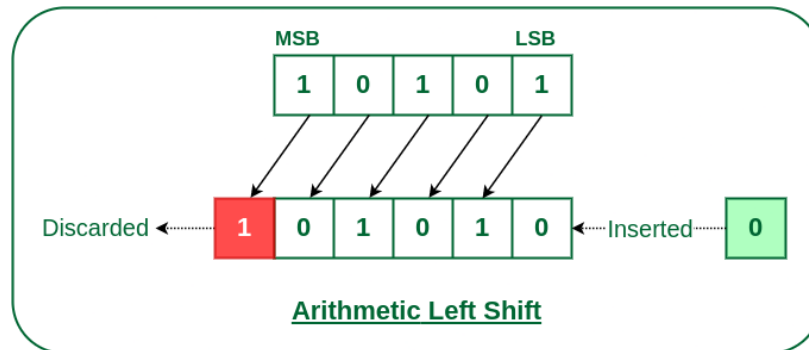 MSB LSB
1 0 1 0 1
Discarded 1 0 1 0 1 0 Inserted 0
Arithmetic Left Shift